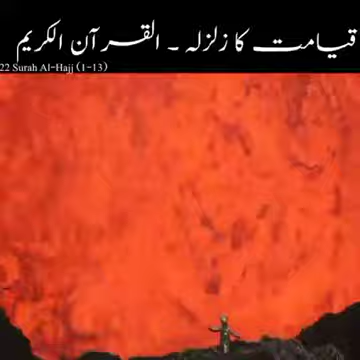 قیامت کا زلزلہ ۔ القرآن الکریم
22 Surah Al-Hajj (1-13)